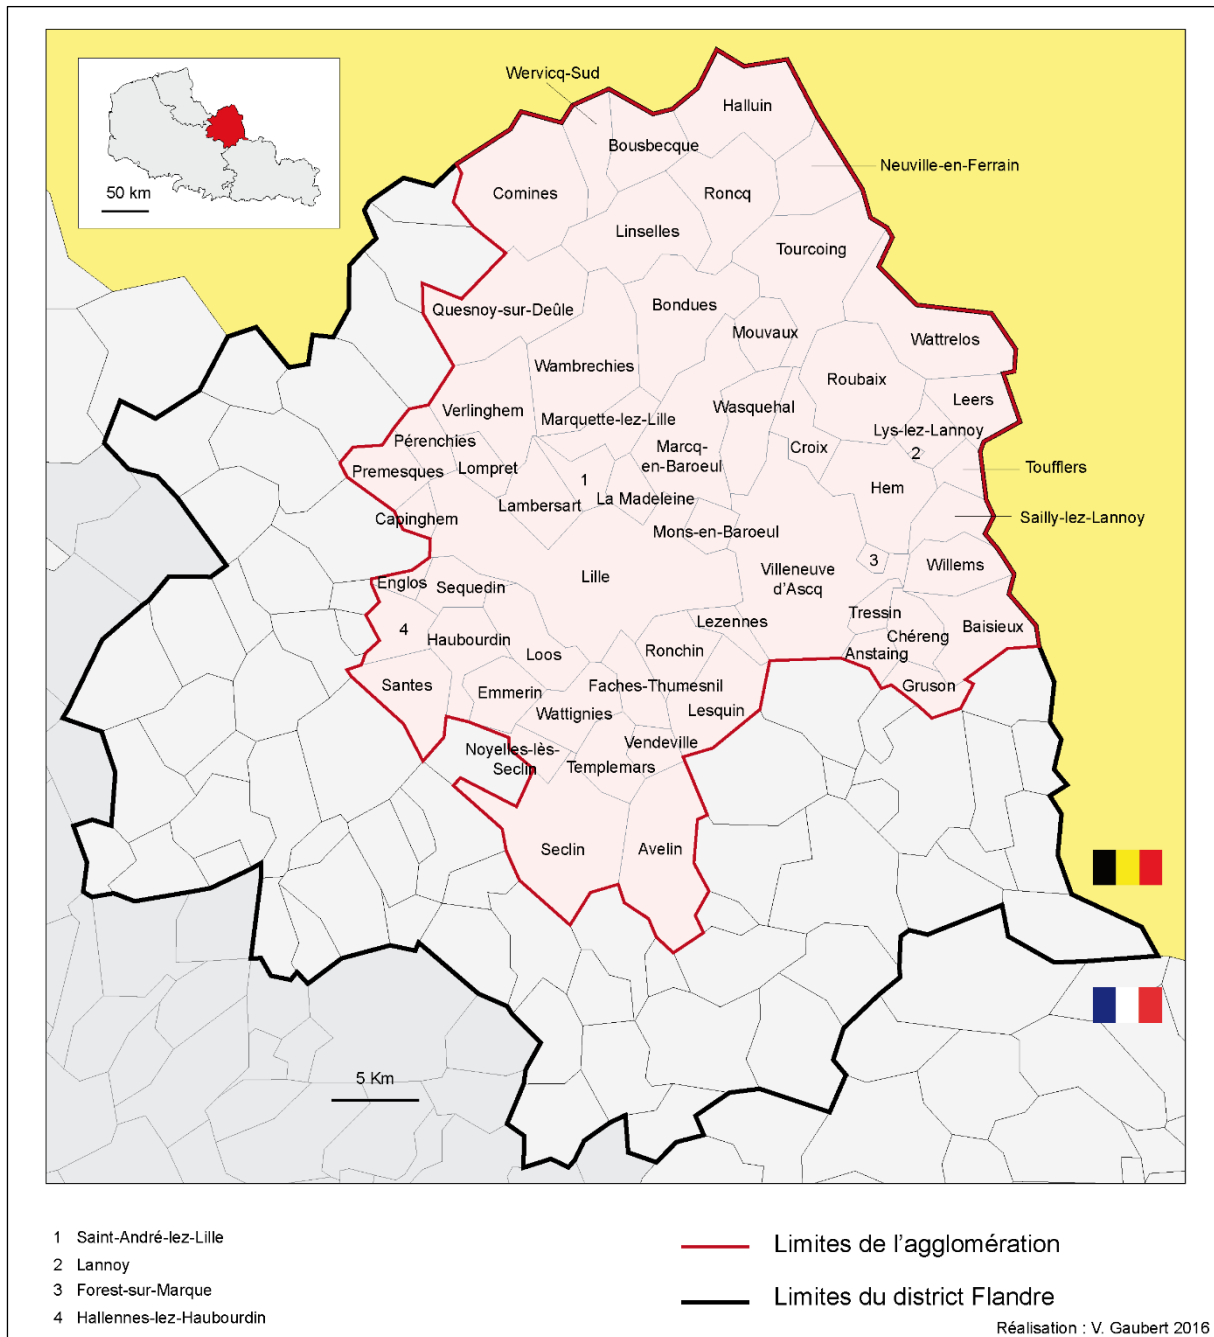 Wervicq-Sud
Halluin
Bousbecque
Neuville-en-Ferrain
50 km
Comines
Roncq
Linselles
Tourcoing
Quesnoy-sur-Deûle
Bondues
Mouvaux
Wattrelos
Wambrechies
Roubaix
Leers
Verlinghem
Marquette-lez-Lille
Wasquehal
Lys-lez-Lannoy
Pérenchies
Marcq-
en-Baroeul
Croix
2
Premesques
Lompret
1
Toufflers
Hem
Lambersart
La Madeleine
Capinghem
Sailly-lez-Lannoy
Mons-en-Baroeul
3
Willems
Villeneuve
d'Ascq
Englos
Sequedin
Lille
Tressin
Lezennes
Baisieux
4
Haubourdin
Chéreng
Anstaing
Loos
Ronchin
Santes
Emmerin
Faches-Thumesnil
Gruson
Wattignies
Lesquin
Vendeville
Noyelles-lès-
Seclin
Templemars
Seclin
Avelin
5 Km
1 Saint-André-lez-Lille
2 Lannoy
3 Forest-sur-Marque
4 Hallennes-lez-Haubourdin
Limites de l'agglomération
Limites du district Flandre
Réalisation : V. Gaubert 2016